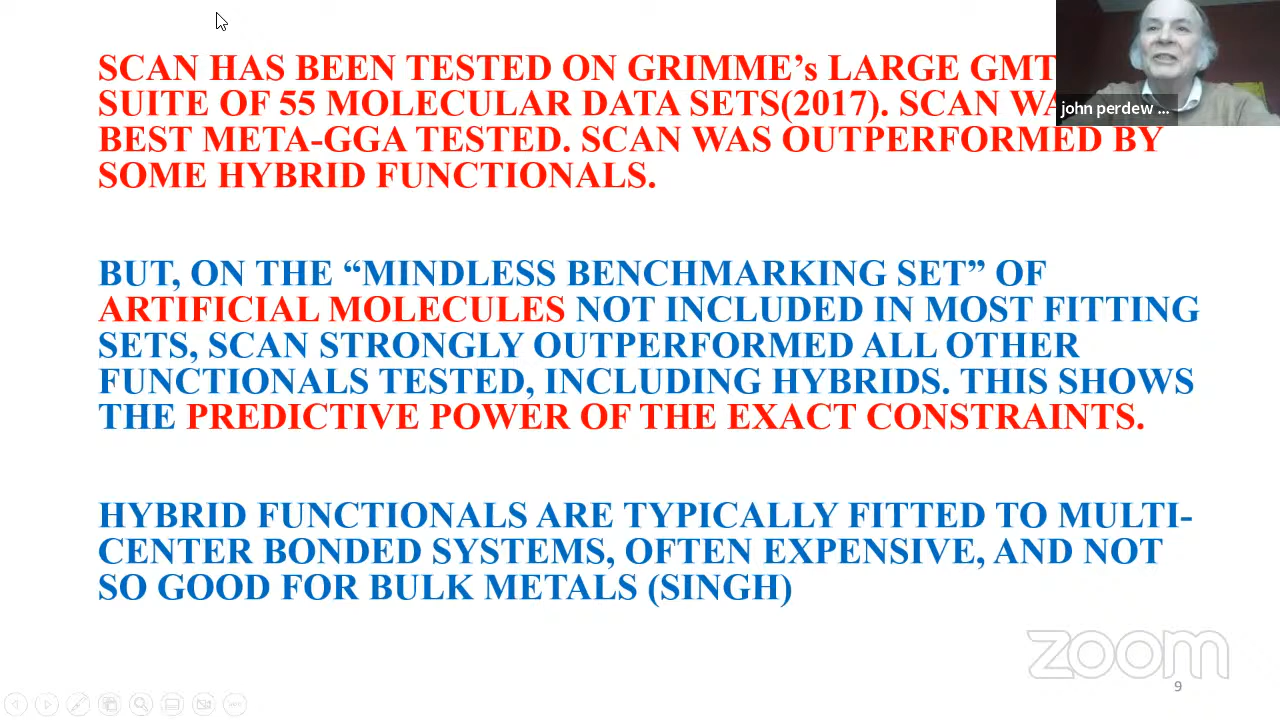 SCAN HAS BEEN TESTED ON GRIMME's LARGE GMT
SUITE OF 55 MOLECULAR DATA SETS(2017). SCAN WA
BEST META-GGA TESTED. SCAN WAS OUTPERFORMED BY
SOME HYBRID FUNCTIONALS.
john perdew ...
BUT, ON THE “MINDLESS BENCHMARKING SET” OF
ARTIFICIAL MOLECULES NOT INCLUDED IN MOST FITTING
SETS, SCAN STRONGLY OUTPERFORMED ALL OTHER
FUNCTIONALS TESTED, INCLUDING HYBRIDS. THIS SHOWS
THE PREDICTIVE POWER OF THE EXACT CONSTRAINTS.
HYBRID FUNCTIONALS ARE TYPICALLY FITTED TO MULTI-
CENTER BONDED SYSTEMS, OFTEN EXPENSIVE, AND NOT
SO GOOD FOR BULK METALS (SINGH)
zoom
9